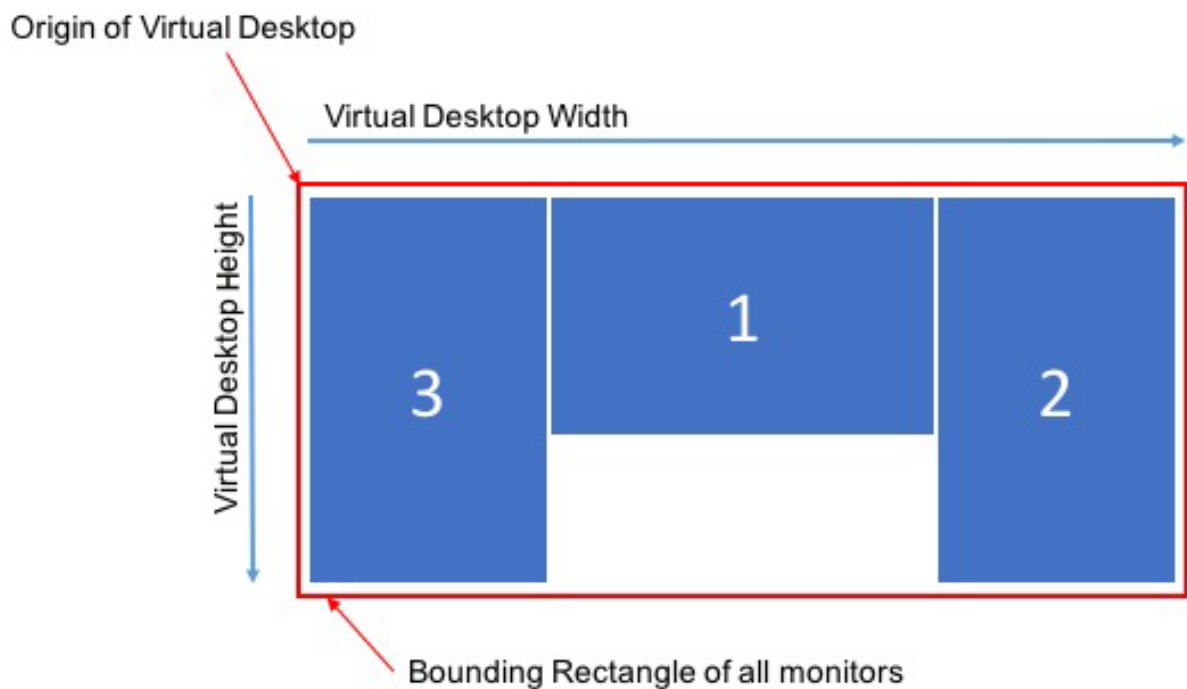 Origin of Virtual Desktop
Virtual Desktop Width
Virtual Desktop Height
3
1
2
Bounding Rectangle of all monitors